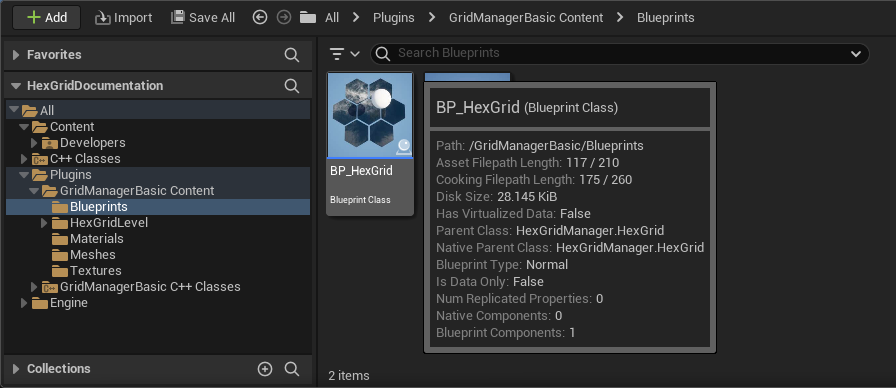 Add Import Save All All Plugins GridManagerBasic Content Blueprints
Favorites
Search Blueprints
HexGridDocumentation
All
Content
Developers
C++ Classes
Plugins
GridManagerBasic Content
Blueprints
HexGridLevel
Materials
Meshes
Textures
GridManagerBasic C++ Classes
Engine
Collections
BP_HexGrid
Blueprint Class
BP_HexGrid (Blueprint Class)
Path: /GridManagerBasic/Blueprints
Asset Filepath Length: 117 / 210
Cooking Filepath Length: 175 / 260
Disk Size: 28.145 KiB
Has Virtualized Data: False
Parent Class: HexGridManager.HexGrid
Native Parent Class: HexGridManager.HexGrid
Blueprint Type: Normal
Is Data Only: False
Num Replicated Properties: 0
Native Components: 0
Blueprint Components: 1
2 items